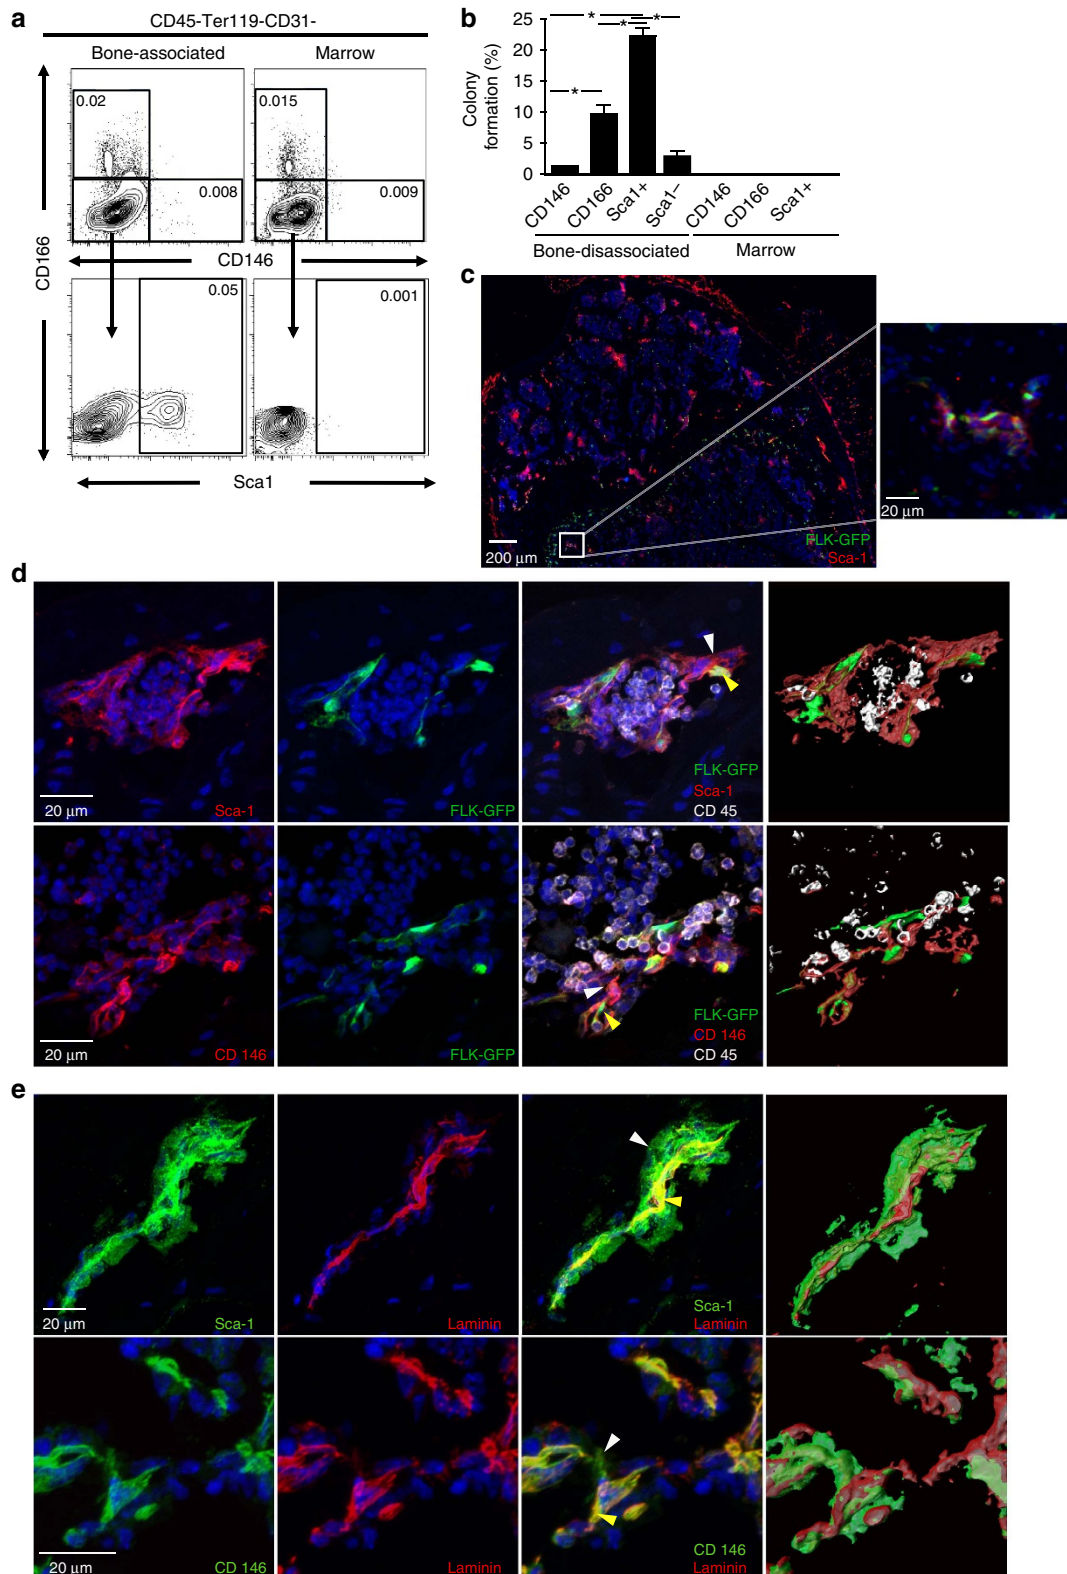 a
CD45-Ter119-CD31-
Bone-associated
Marrow
0.02
0.015
0.008
0.009
CD166
CD146
0.05
0.001
Sca1
b
Colony
formation (%)
25
20
15
10
5
0
*
*
*
*
CD146
CD166
Sca1+
Sca1–
CD146
CD166
Sca1+
Bone-disassociated
Marrow
c
200 µm
FLK-GFP
Sca-1
20 µm
d
20 µm
Sca-1
FLK-GFP
FLK-GFP
Sca-1
CD 45
20 µm
CD 146
FLK-GFP
FLK-GFP
CD 146
CD 45
e
20 µm
Sca-1
Laminin
Sca-1
Laminin
20 µm
CD 146
Laminin
CD 146
Laminin